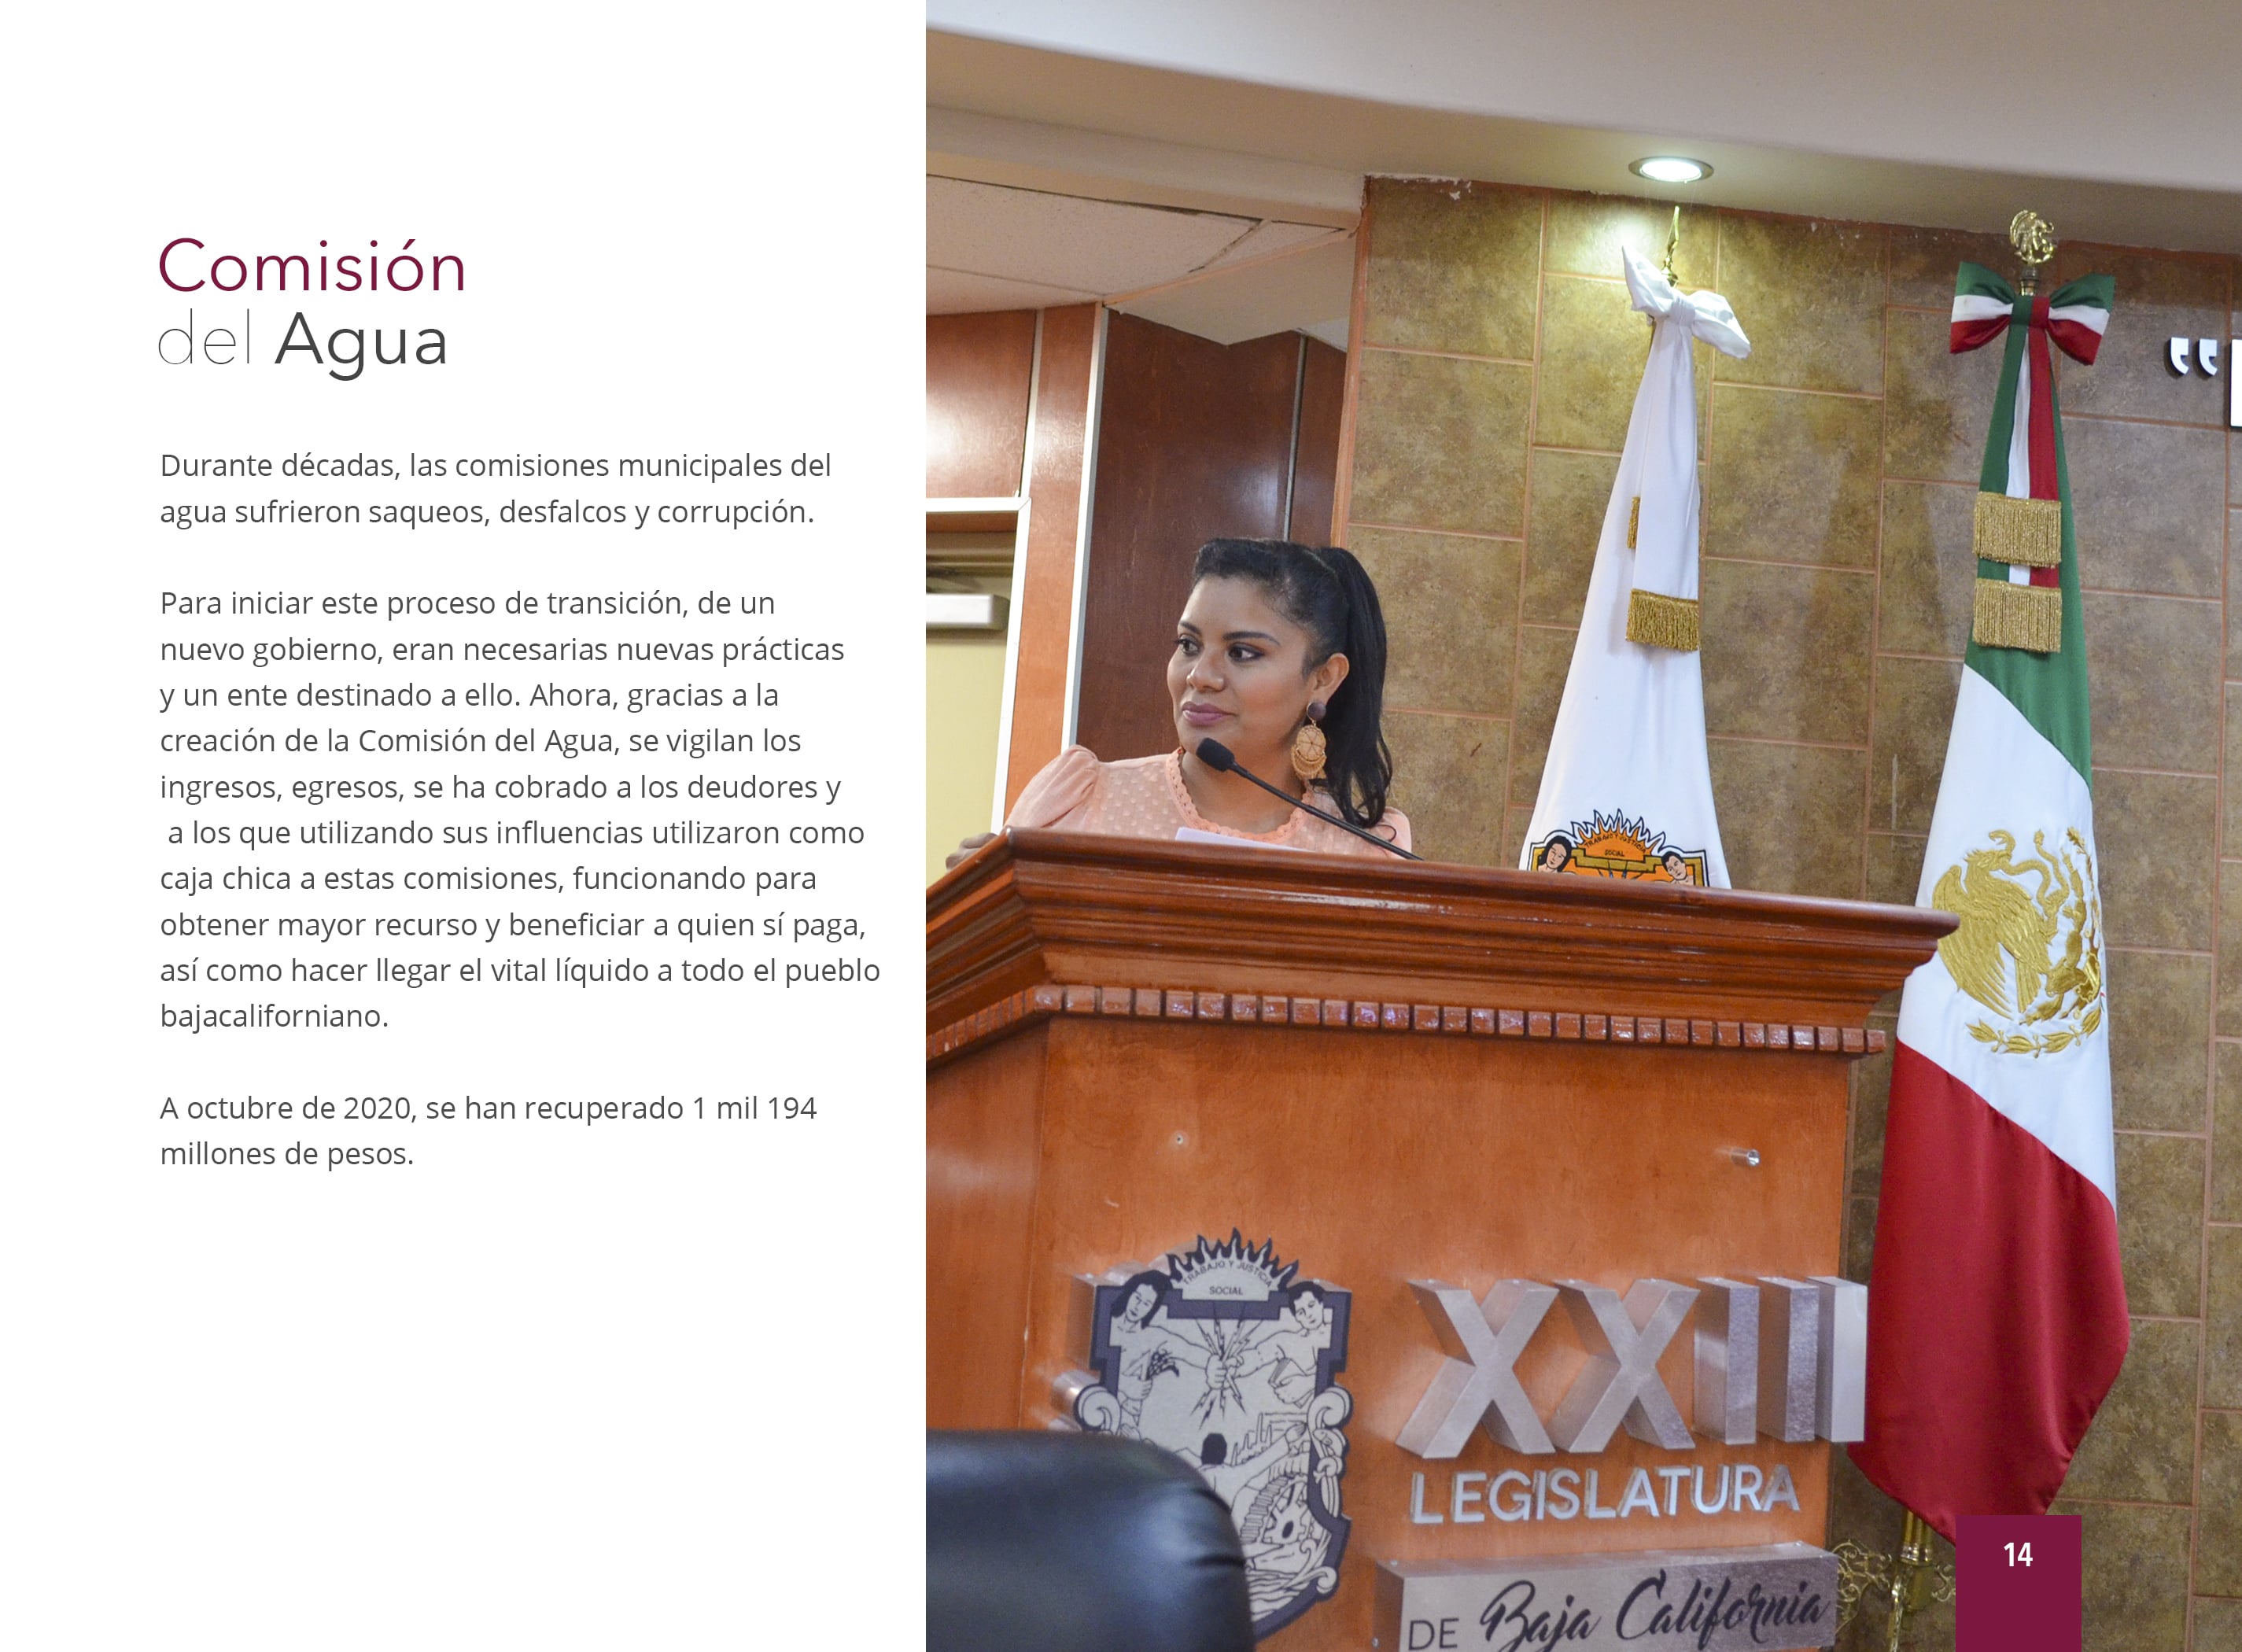 Comisión
del Agua
Durante décadas, las comisiones municipales del
agua sufrieron saqueos, desfalcos y corrupción.
Para iniciar este proceso de transición, de un
nuevo gobierno, eran necesarias nuevas prácticas
y un ente destinado a ello. Ahora, gracias a la
creación de la Comisión del Agua, se vigilan los
ingresos, egresos, se ha cobrado a los deudores y
a los que utilizando sus influencias utilizaron como
caja chica a estas comisiones, funcionando para
obtener mayor recurso y beneficiar a quien sí paga,
así como hacer llegar el vital líquido a todo el pueblo
bajacaliforniano.
A octubre de 2020, se han recuperado 1 mil 194
millones de pesos.
TRABAJO Y JUSTICIA
SOCIAL
TRABAJO Y JUSTICIA
SOCIAL
XXIII
LEGISLATURA
DE Baja California
14